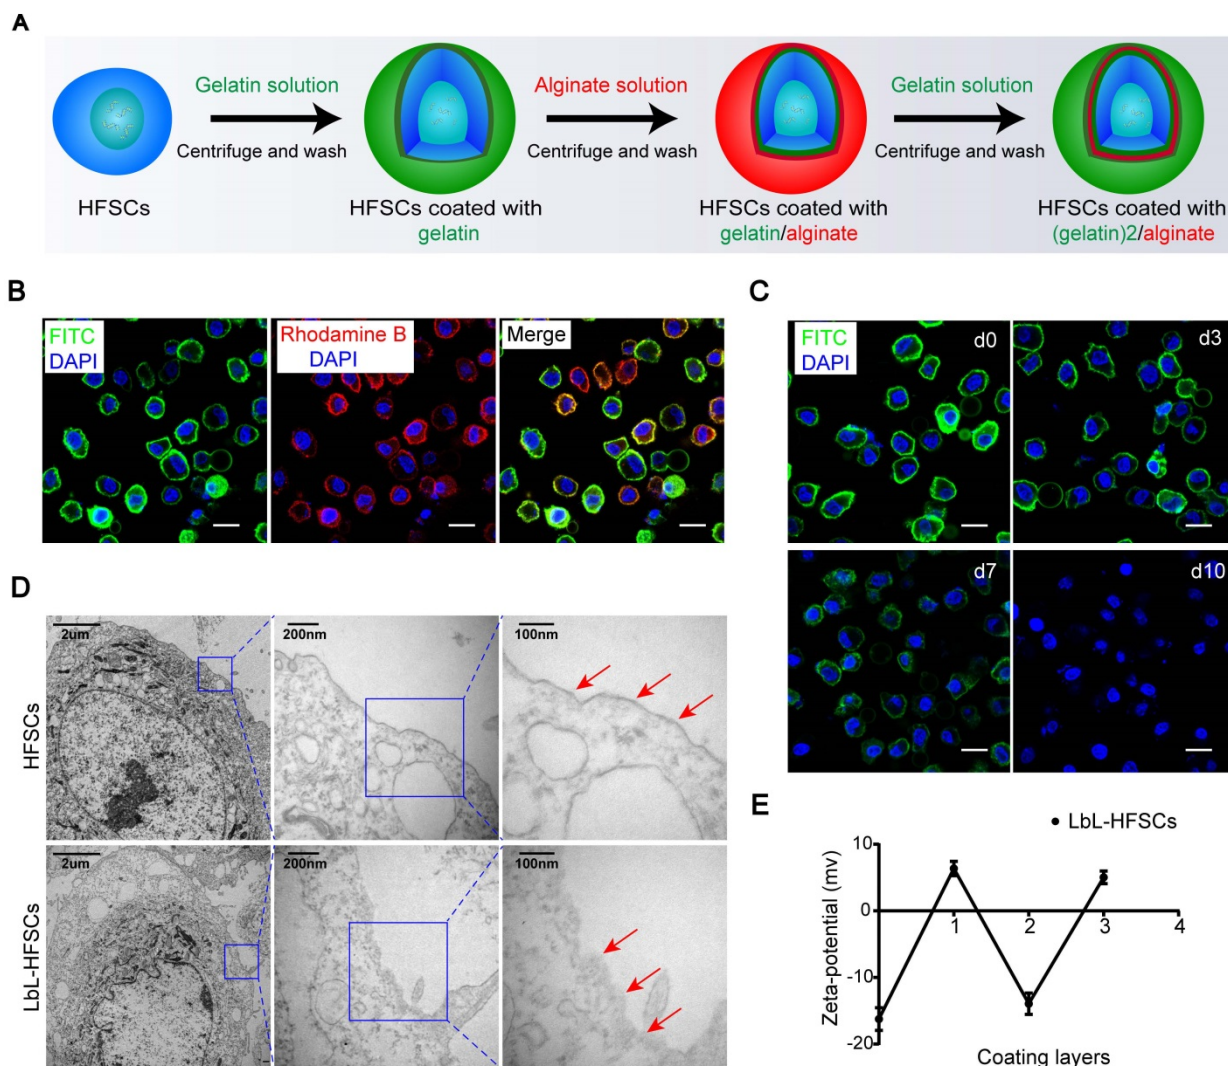 A
Gelatin solution
Centrifuge and wash
Alginate solution
Centrifuge and wash
Gelatin solution
Centrifuge and wash
HFSCs
HFSCs coated with
gelatin
HFSCs coated with
gelatin/alginate
HFSCs coated with
(gelatin)2/alginate
B
FITC
DAPI
Rhodamine B
DAPI
Merge
C
FITC
DAPI
d0
d3
d7
d10
D
HFSCs
2um
200nm
100nm
LbL-HFSCs
2um
200nm
100nm
E
LbL-HFSCs
Zeta-potential (mv)
10
0
-10
-20
1
2
3
4
Coating layers